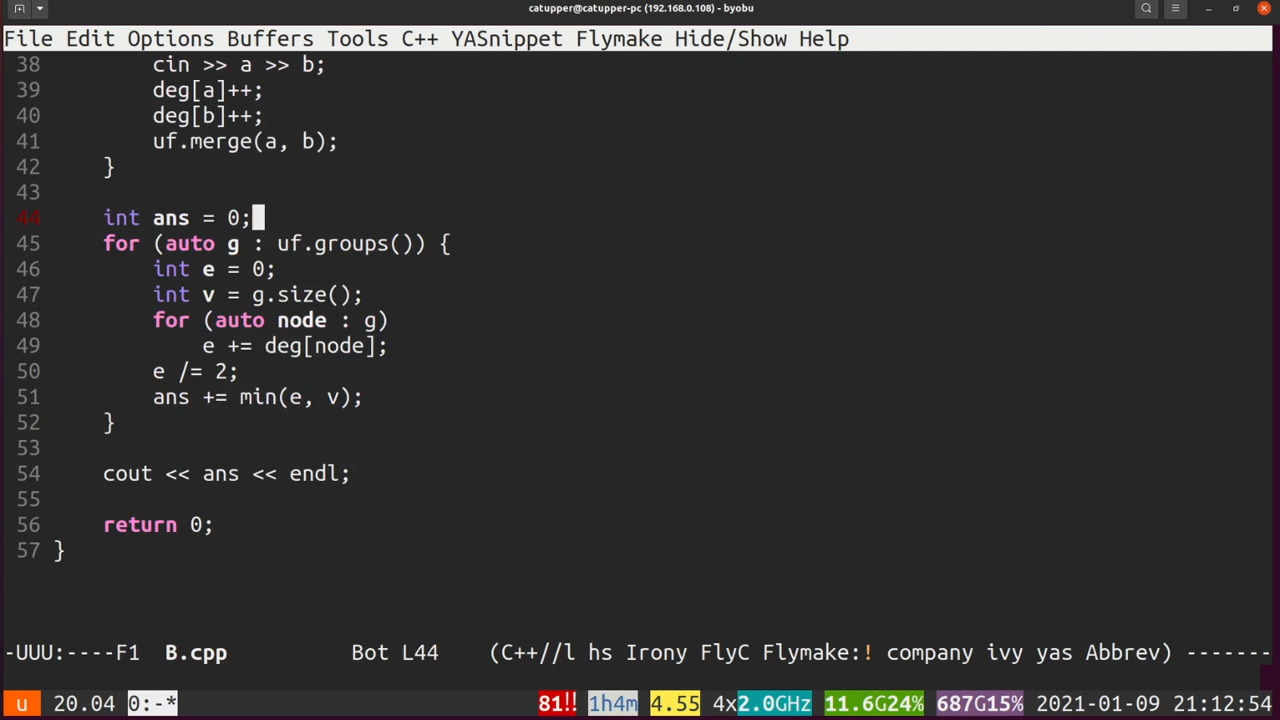 catupper@catupper-pc (192.168.0.108) - byobu
File Edit Options Buffers Tools C++ YASnippet Flymake Hide/Show Help
38 cin >> a >> b;
39 deg[a]++;
40 deg[b]++;
41 uf.merge(a, b);
42 }
43
44 int ans = 0;
45 for (auto g : uf.groups()) {
46 int e = 0;
47 int v = g.size();
48 for (auto node : g)
49 e += deg[node];
50 e /= 2;
51 ans += min(e, v);
52 }
53
54 cout << ans << endl;
55
56 return 0;
57 }
-UUU:----F1 B.cpp Bot L44 (C++//l hs Irony FlyC Flymake:! company ivy yas Abbrev) -------
u 20.04 0:-* 81!! 1h4m 4.55 4x2.0GHz 11.6G24% 687G15% 2021-01-09 21:12:54